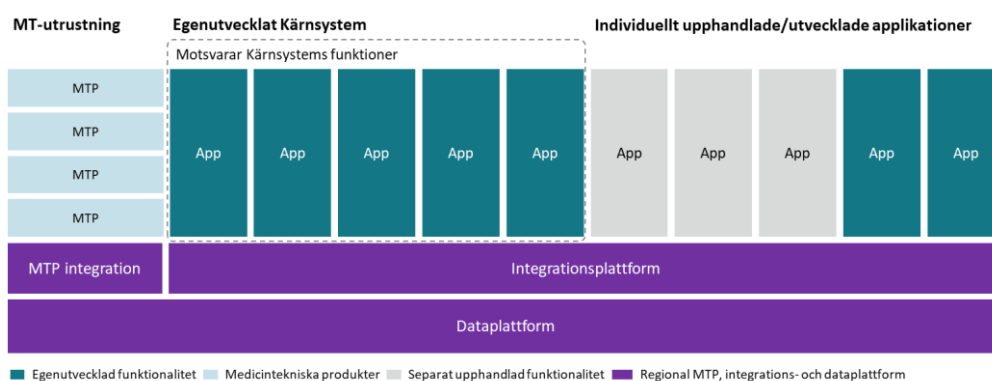 MT-utrustning
Egenutvecklat Kärnsystem
Individuellt upphandlade/utvecklade applikationer
Motsvarar Kärnsystems funktioner
MTP
MTP
MTP
MTP
App
App
App
App
App
App
App
App
App
App
MTP integration
Integrationsplattform
Dataplattform
Egenutvecklad funktionalitet
Medicintekniska produkter
Separat upphandlad funktionalitet
Regional MTP, integrations- och dataplattform